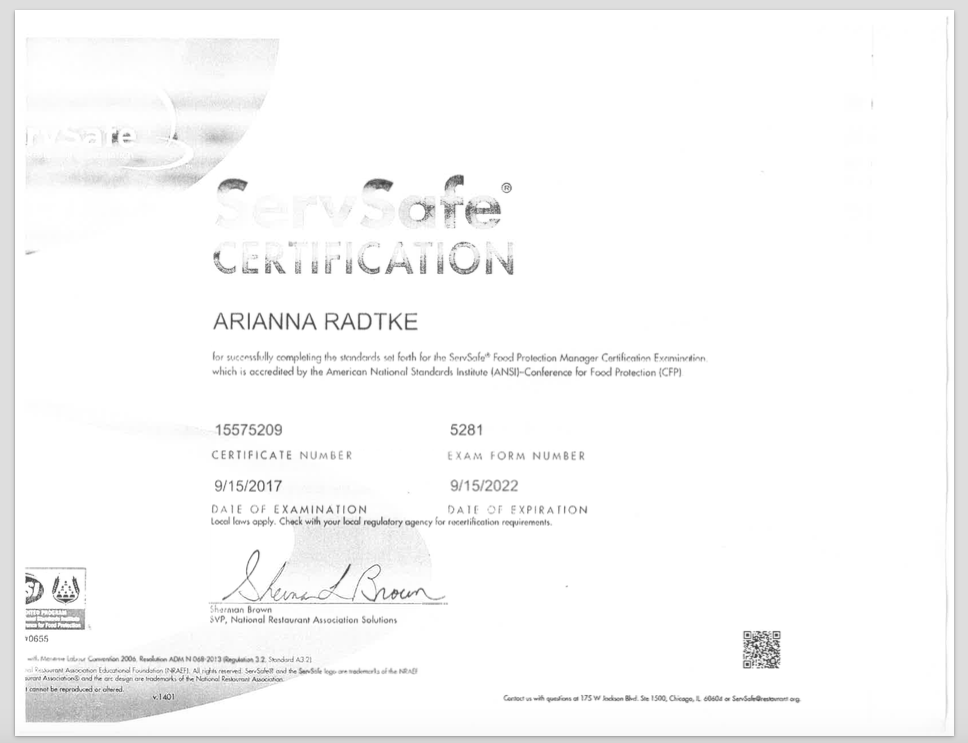 ServSafe
ServSafe®
CERTIFICATION
ARIANNA RADTKE
for successfully completing the standards set forth for the ServSafe® Food Protection Manager Certification Examination,
which is accredited by the American National Standards Institute (ANSI)–Conference for Food Protection (CFP)
15575209
5281
CERTIFICATE NUMBER
EXAM FORM NUMBER
9/15/2017
9/15/2022
DATE OF EXAMINATION
DATE OF EXPIRATION
Local laws apply. Check with your local regulatory agency for recertification requirements.
Sherman L Brown
Sherman Brown
SVP, National Restaurant Association Solutions
0655
with Maritime Labour Convention 2006, Resolution ADM N 068-2013 (Regulation 3.2, Standard A3.2)
Restaurant Association Educational Foundation (NRAEF). All rights reserved. ServSafe® and the ServSafe logo are trademarks of the NRAEF
Association® and the arc design are trademarks of the National Restaurant Association.
cannot be reproduced or altered.
v.1401
Contact us with questions at 175 W Jackson Blvd. Ste 1500, Chicago, IL 60604 or ServSafe@restaurant.org.